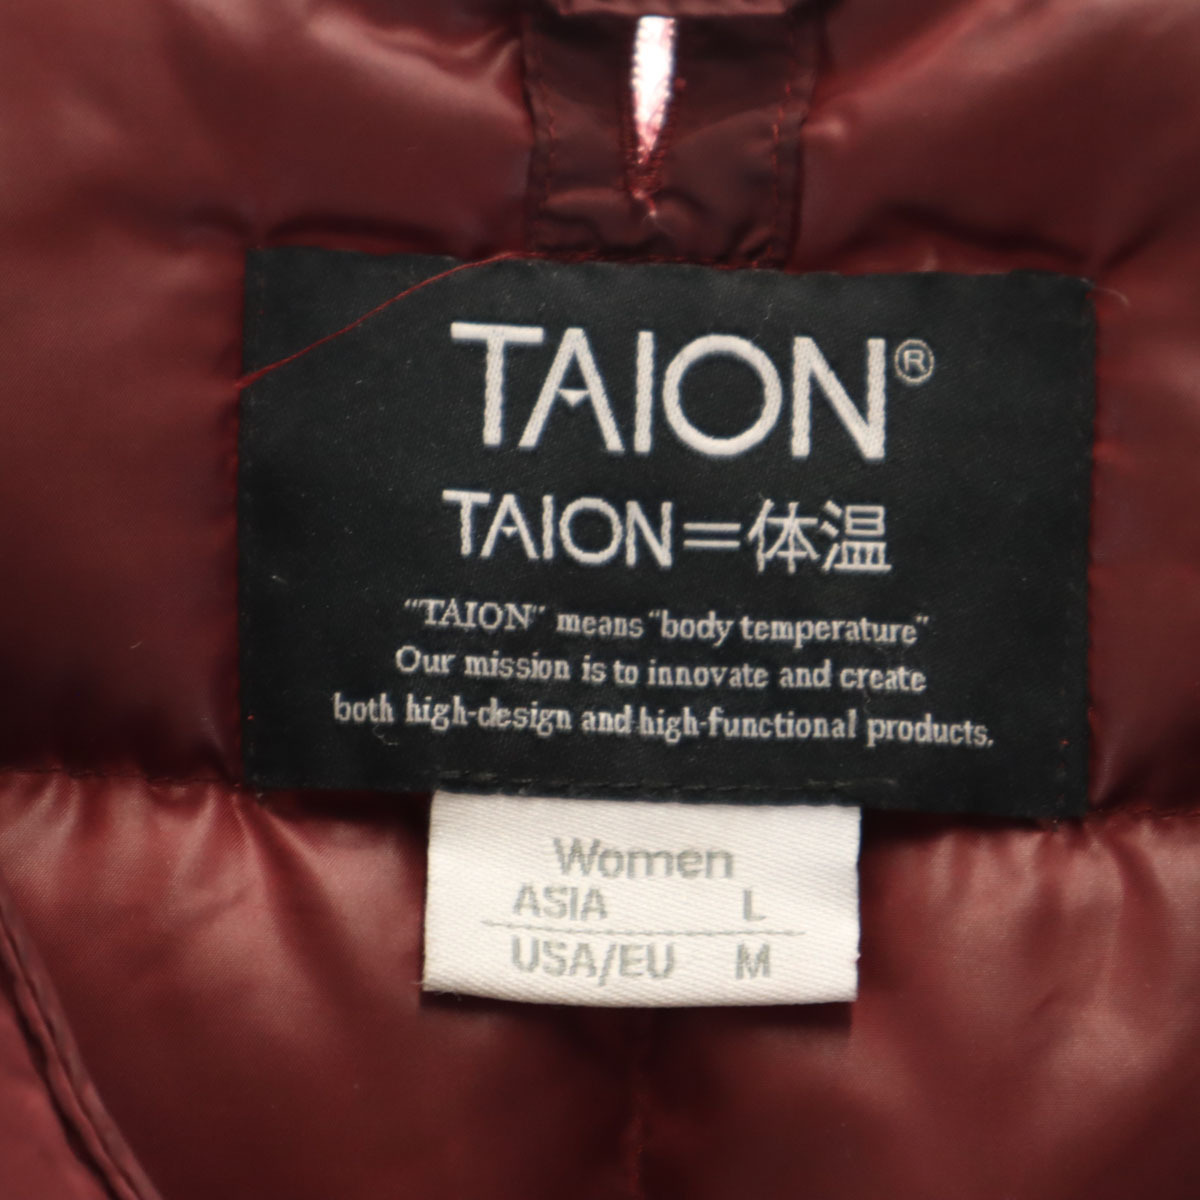 TAION®
TAION=体温
"TAION" means "body temperature"
Our mission is to innovate and create
both high-design and high-functional products.
Women
ASIA L
USA/EU M